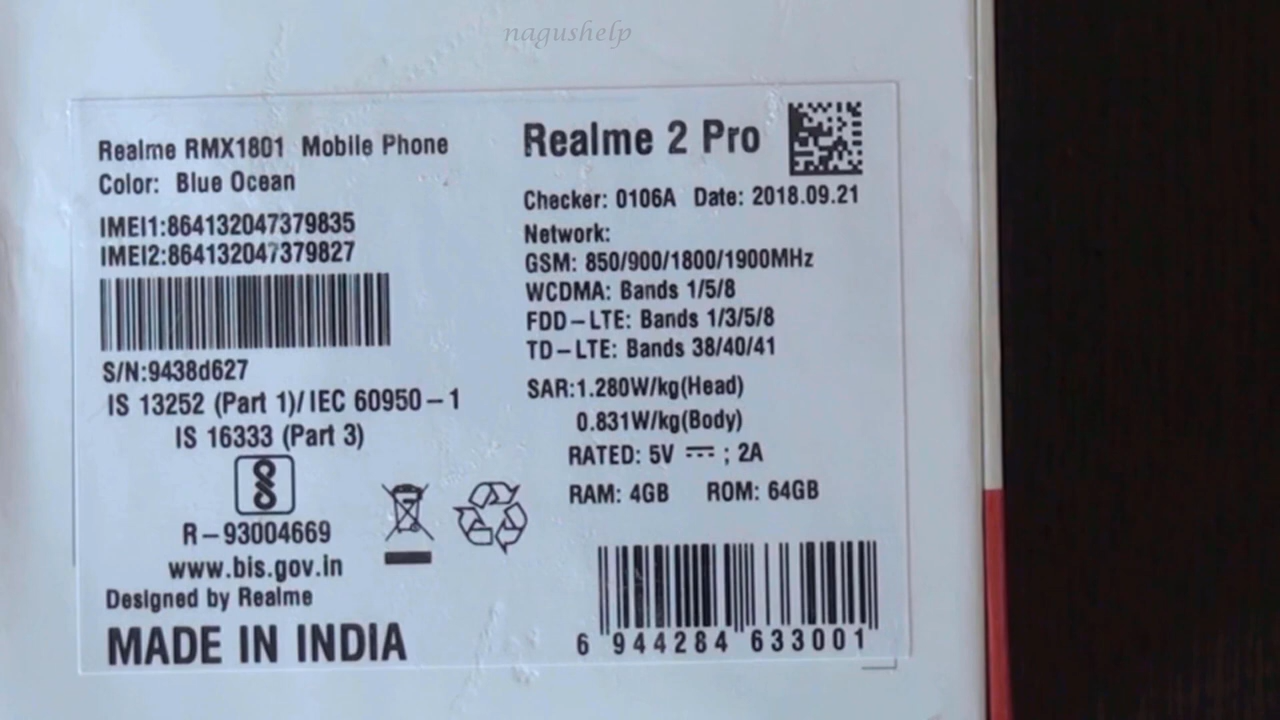 nagushelp
Realme RMX1801 Mobile Phone
Color: Blue Ocean
IMEI1:864132047379835
IMEI2:864132047379827
S/N:9438d627
IS 13252 (Part 1)/IEC 60950-1
IS 16333 (Part 3)
R-93004669
www.bis.gov.in
Designed by Realme
MADE IN INDIA
Realme 2 Pro
Checker: 0106A Date: 2018.09.21
Network:
GSM: 850/900/1800/1900MHz
WCDMA: Bands 1/5/8
FDD-LTE: Bands 1/3/5/8
TD-LTE: Bands 38/40/41
SAR:1.280W/kg(Head)
0.831W/kg(Body)
RATED: 5V ⎓ ; 2A
RAM: 4GB ROM: 64GB
6 944284 633001